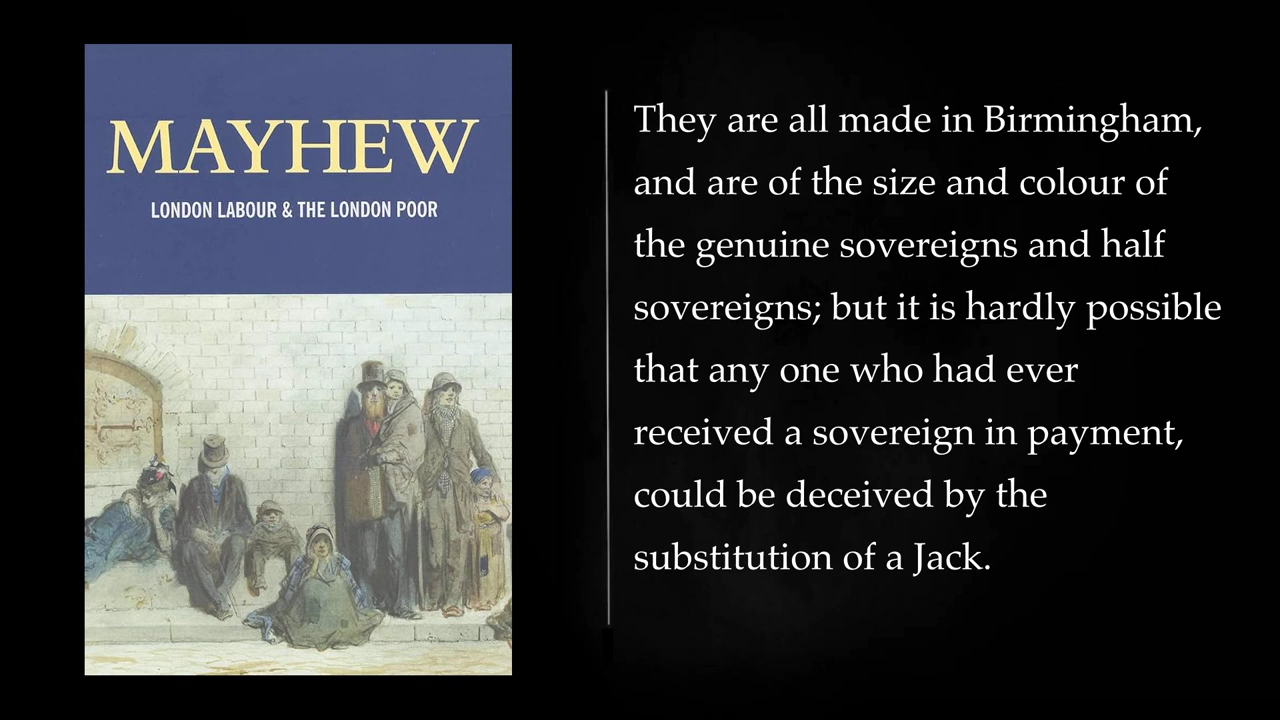 MAYHEW
LONDON LABOUR & THE LONDON POOR
They are all made in Birmingham,
and are of the size and colour of
the genuine sovereigns and half
sovereigns; but it is hardly possible
that any one who had ever
received a sovereign in payment,
could be deceived by the
substitution of a Jack.